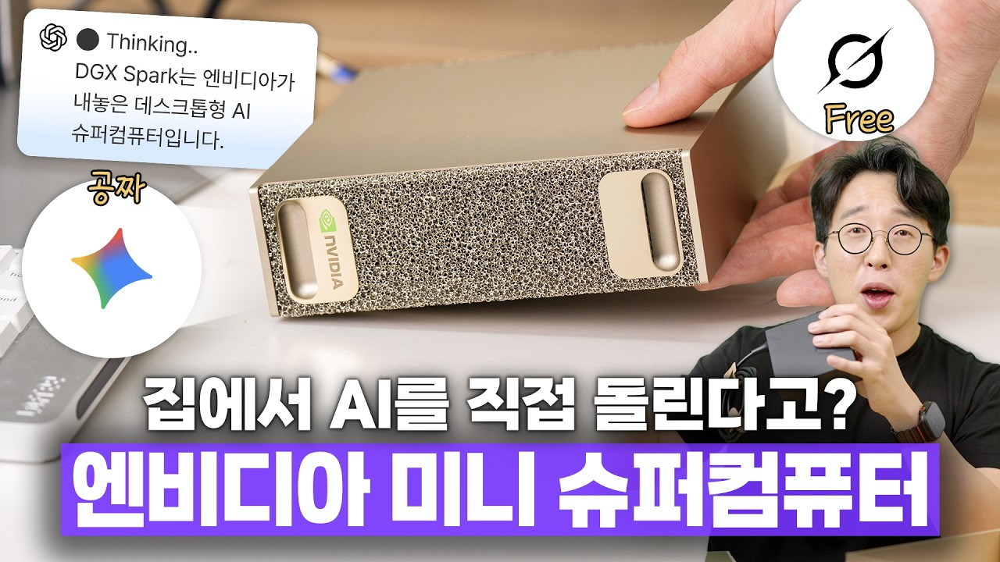 Thinking..
DGX Spark는 엔비디아가
내놓은 데스크톱형 AI
슈퍼컴퓨터입니다.
Free
공짜
NVIDIA
end
집에서 AI를 직접 돌린다고?
엔비디아 미니 슈퍼컴퓨터